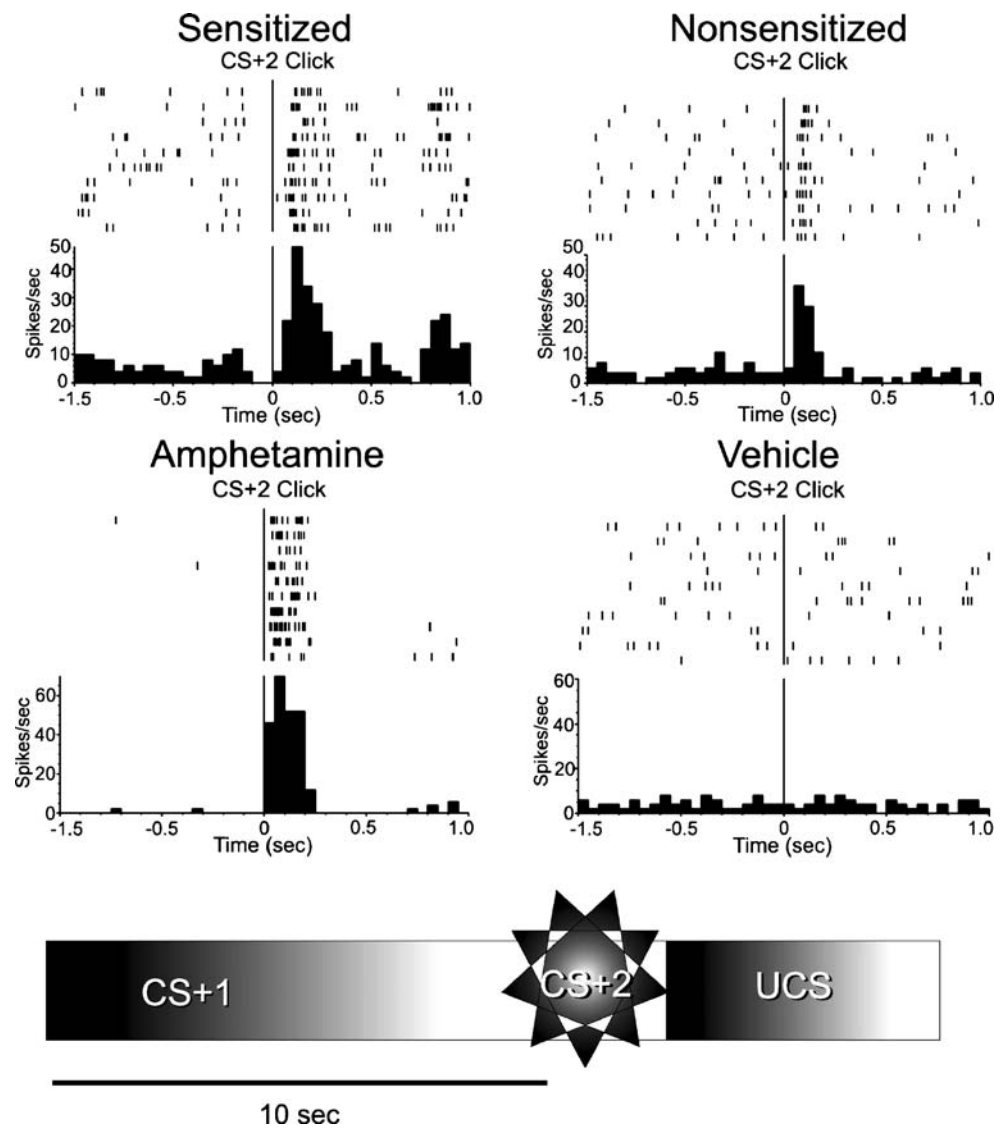 Sensitized
CS+2 Click
50
40
30
20
10
0
Spikes/sec
-1.5 -0.5 0 0.5 1.0
Time (sec)
Nonsensitized
CS+2 Click
50
40
30
20
10
0
Spikes/sec
-1.5 -0.5 0 0.5 1.0
Time (sec)
Amphetamine
CS+2 Click
60
40
20
0
Spikes/sec
-1.5 -0.5 0 0.5 1.0
Time (sec)
Vehicle
CS+2 Click
60
40
20
0
Spikes/sec
-1.5 -0.5 0 0.5 1.0
Time (sec)
CS+1 CS+2 UCS
10 sec